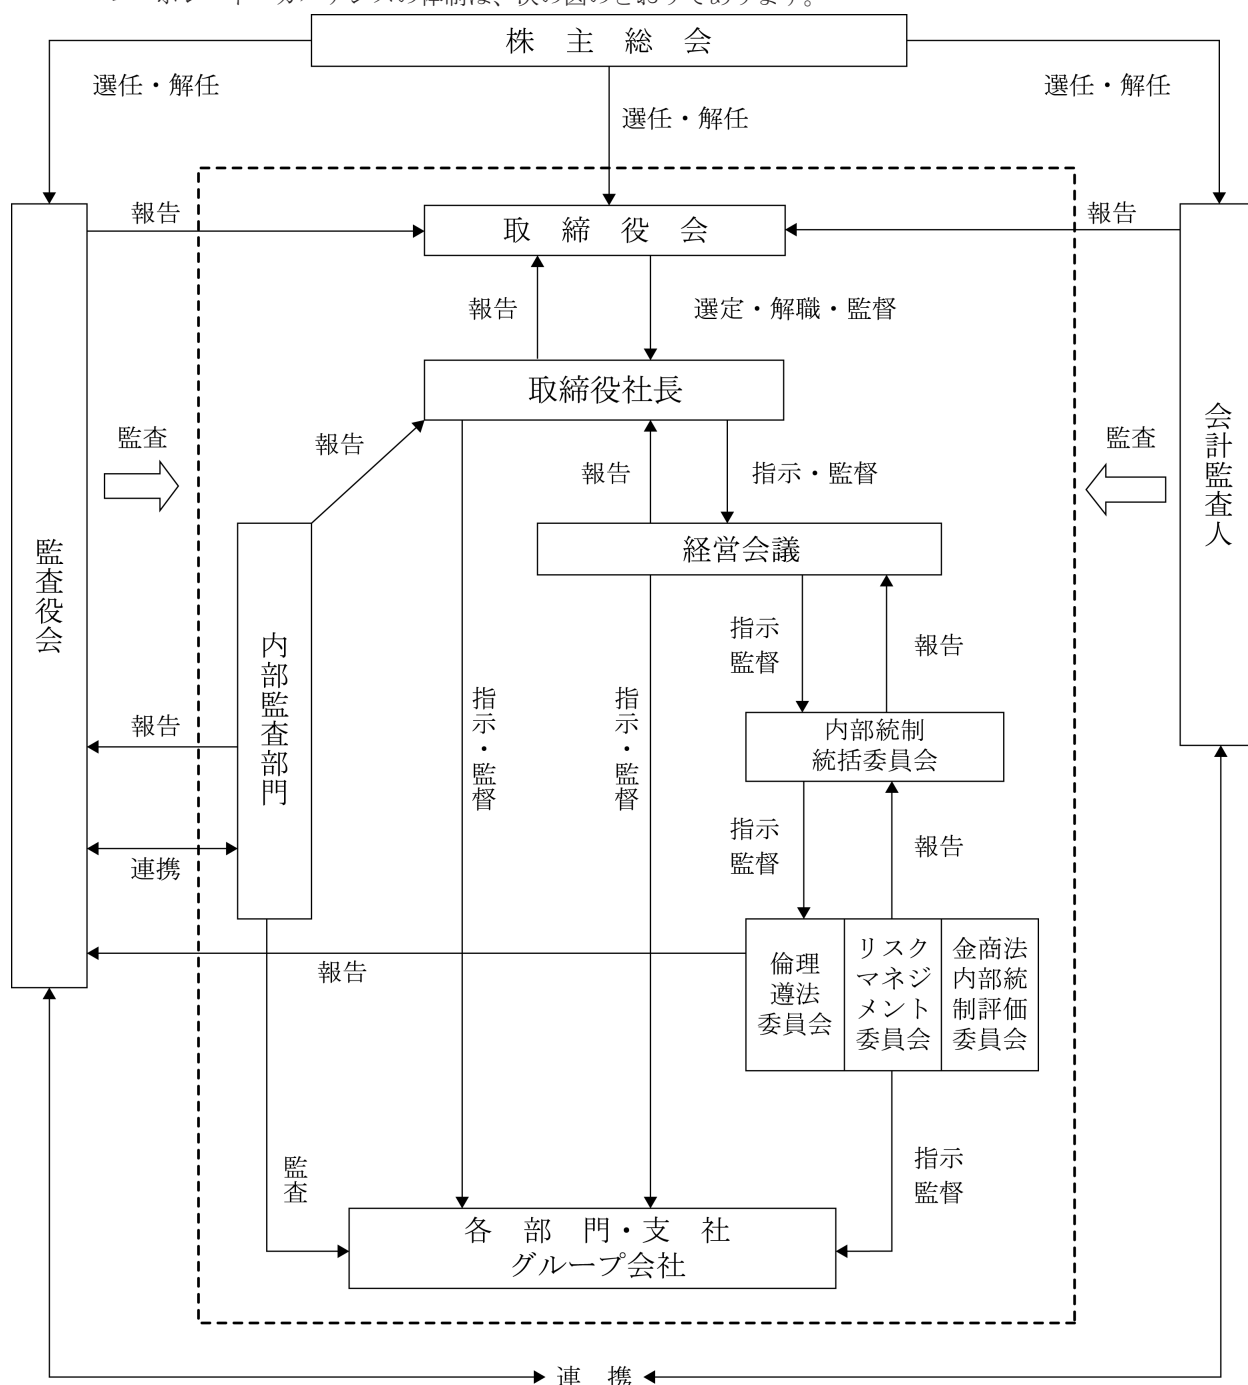 株主総会
選任・解任
選任・解任
選任・解任
報告
取締役会
報告
報告
選定・解職・監督
取締役社長
監査
報告
報告
指示・監督
監査
会計監査人
経営会議
監査役会
内部監査部門
指示
監督
報告
指示・監督
指示・監督
報告
内部統制
統括委員会
連携
指示
監督
報告
報告
倫理
遵法
委員会
リスク
マネジ
メント
委員会
金商法
内部統
制評価
委員会
監査
指示
監督
各部門・支社
グループ会社
連携